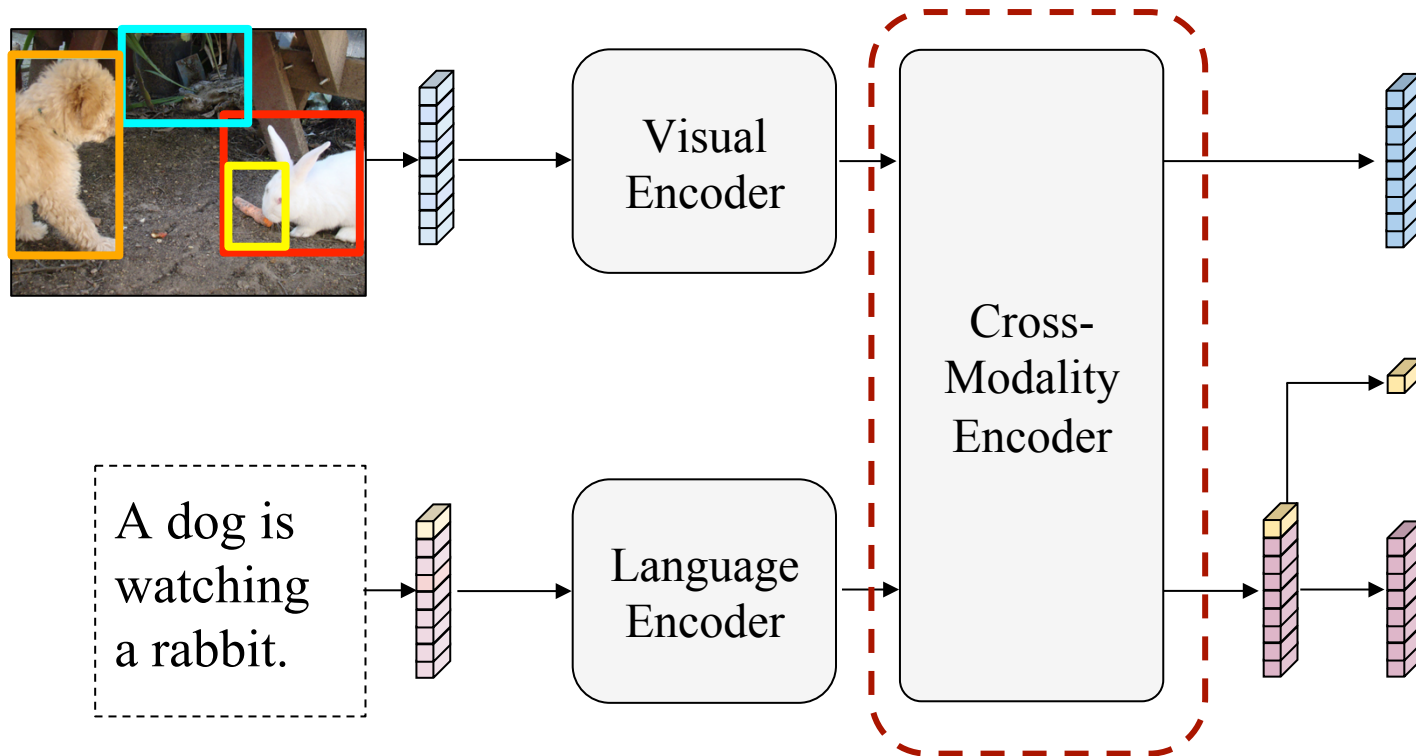 Visual
Encoder
Cross-
Modality
Encoder
A dog is
watching
a rabbit.
Language
Encoder